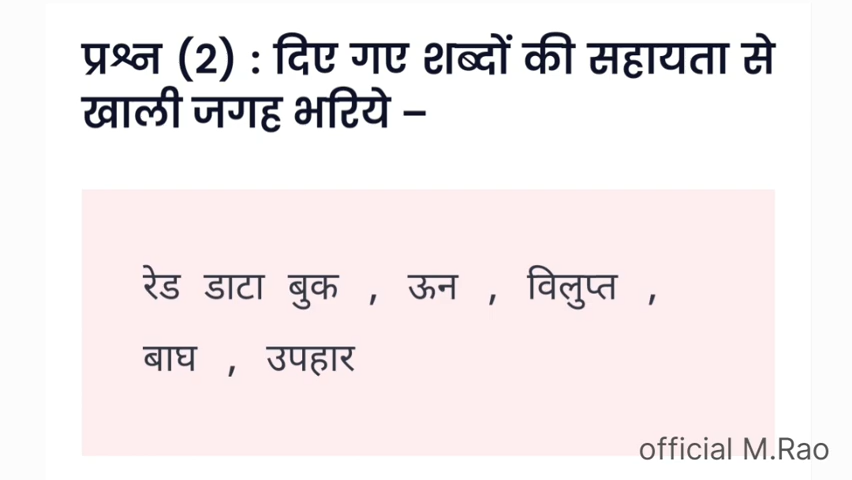 प्रश्न (2) : दिए गए शब्दों की सहायता से
खाली जगह भरिये –
रेड डाटा बुक , ऊन , विलुप्त ,
बाघ , उपहार
official M.Rao